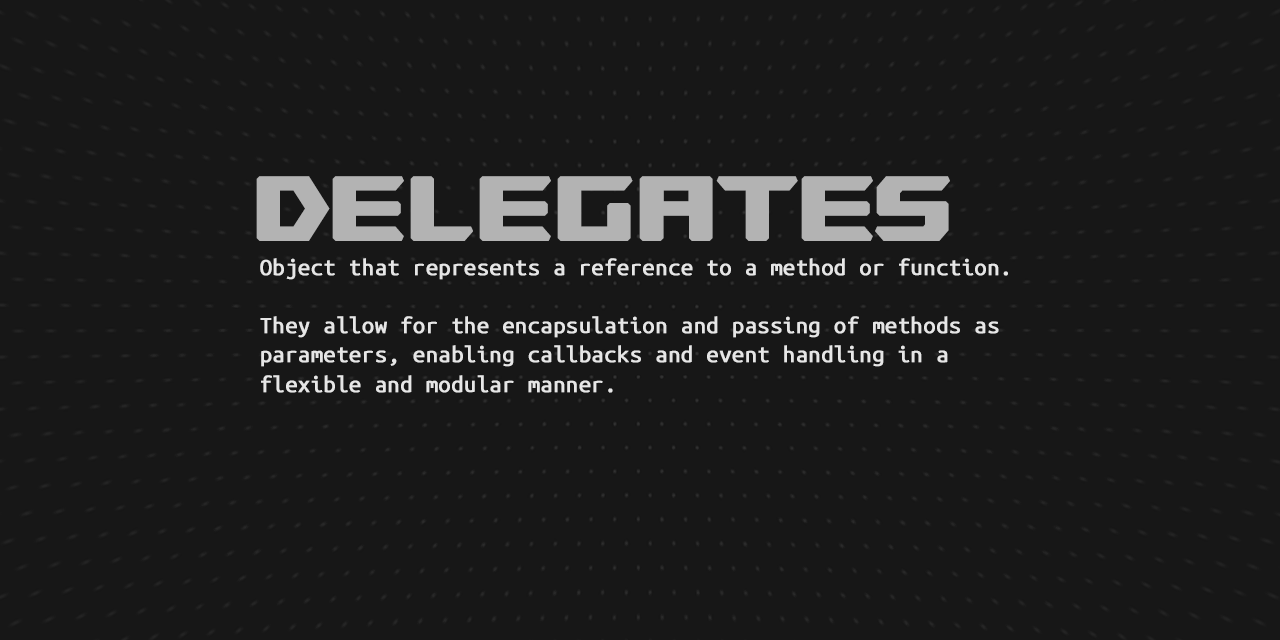 DELEGATES
Object that represents a reference to a method or function.
They allow for the encapsulation and passing of methods as
parameters, enabling callbacks and event handling in a
flexible and modular manner.